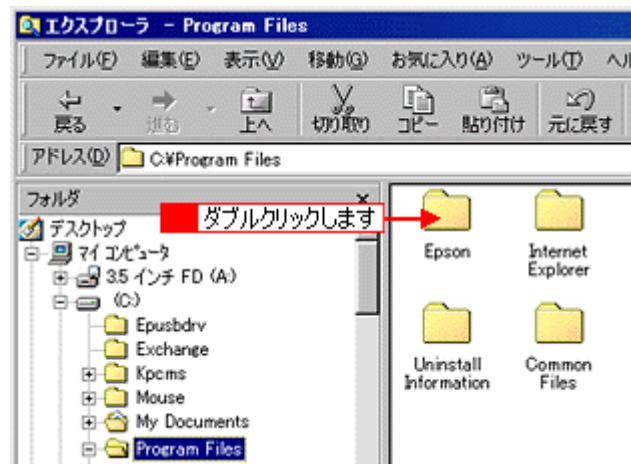 エクスプローラ - Program Files
ファイル(F) 編集(E) 表示(V) 移動(G) お気に入り(A) ツール(T)
戻る 進む 上へ 切り取り コピー 貼り付け 元に戻す
アドレス(D) C:¥Program Files
フォルダ ×
ダブルクリックします
デスクトップ
マイ コンピュータ
3.5 インチ FD (A:)
(C:)
Epusbdrv
Exchange
Kpcms
Mouse
My Documents
Program Files
Epson
Internet
Explorer
Uninstall
Information
Common
Files